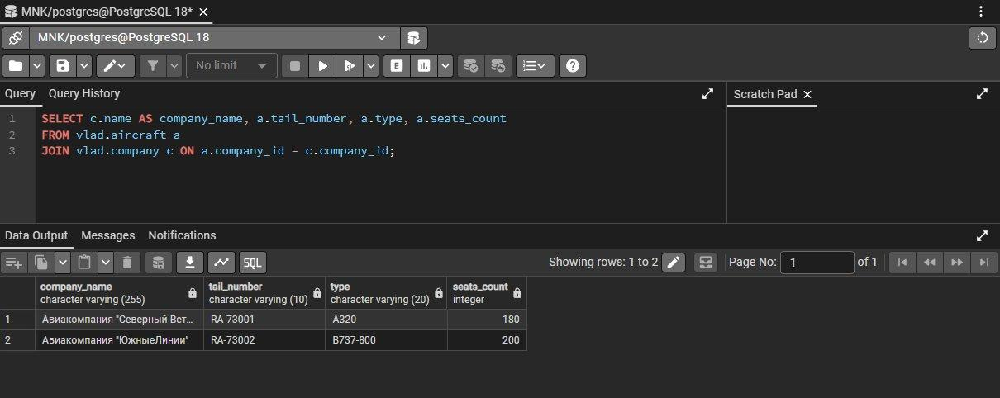 MNK/postgres@PostgreSQL 18*
MNK/postgres@PostgreSQL 18
No limit
E
Query Query History
Scratch Pad
1 SELECT c.name AS company_name, a.tail_number, a.type, a.seats_count
2 FROM vlad.aircraft a
3 JOIN vlad.company c ON a.company_id = c.company_id;
Data Output Messages Notifications
SQL Showing rows: 1 to 2 Page No: 1 of 1
company_name tail_number type seats_count
character varying (255) character varying (10) character varying (20) integer
1 Авиакомпания "Северный Вет… RA-73001 A320 180
2 Авиакомпания "ЮжныеЛинии" RA-73002 B737-800 200